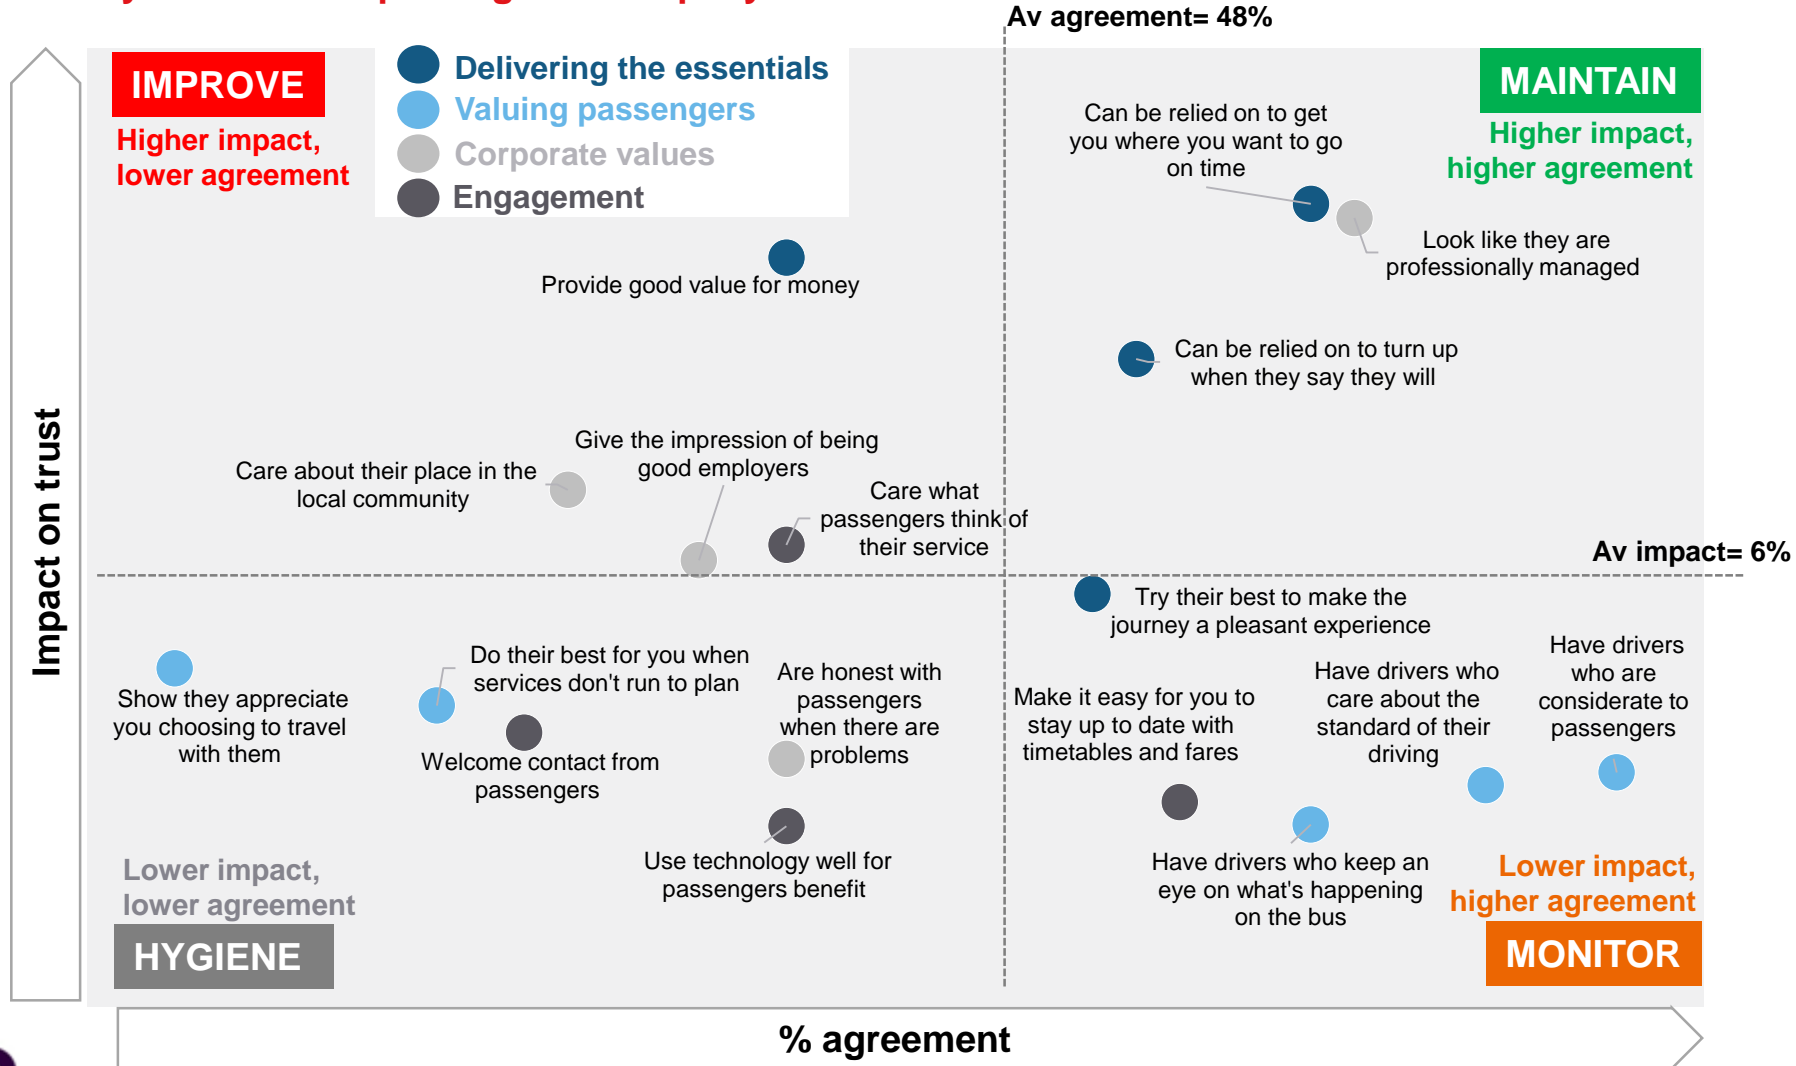 Av agreement= 48%
IMPROVE
Higher impact,
lower agreement
Delivering the essentials
Valuing passengers
Corporate values
Engagement
MAINTAIN
Higher impact,
higher agreement
Can be relied on to get
you where you want to go
on time
Look like they are
professionally managed
Provide good value for money
Can be relied on to turn up
when they say they will
Give the impression of being
good employers
Care about their place in the
local community
Care what
passengers think of
their service
Av impact= 6%
Impact on trust
Try their best to make the
journey a pleasant experience
Show they appreciate
you choosing to travel
with them
Do their best for you when
services don't run to plan
Welcome contact from
passengers
Are honest with
passengers
when there are
problems
Use technology well for
passengers benefit
Make it easy for you to
stay up to date with
timetables and fares
Have drivers who
care about the
standard of their
driving
Have drivers
who are
considerate to
passengers
Have drivers who keep an
eye on what's happening
on the bus
Lower impact,
lower agreement
HYGIENE
Lower impact,
higher agreement
MONITOR
% agreement